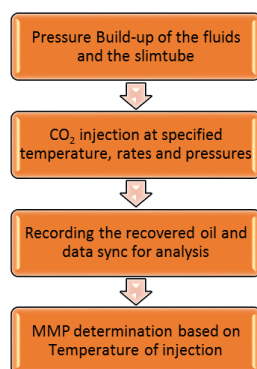 Pressure Build-up of the fluids
and the slimtube
CO₂ injection at specified
temperature, rates and pressures
Recording the recovered oil and
data sync for analysis
MMP determination based on
Temperature of injection